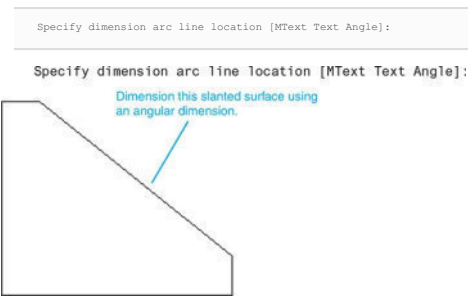 Specify dimension arc line location [MText Text Angle]:
Specify dimension arc line location [MText Text Angle]:
Dimension this slanted surface using
an angular dimension.